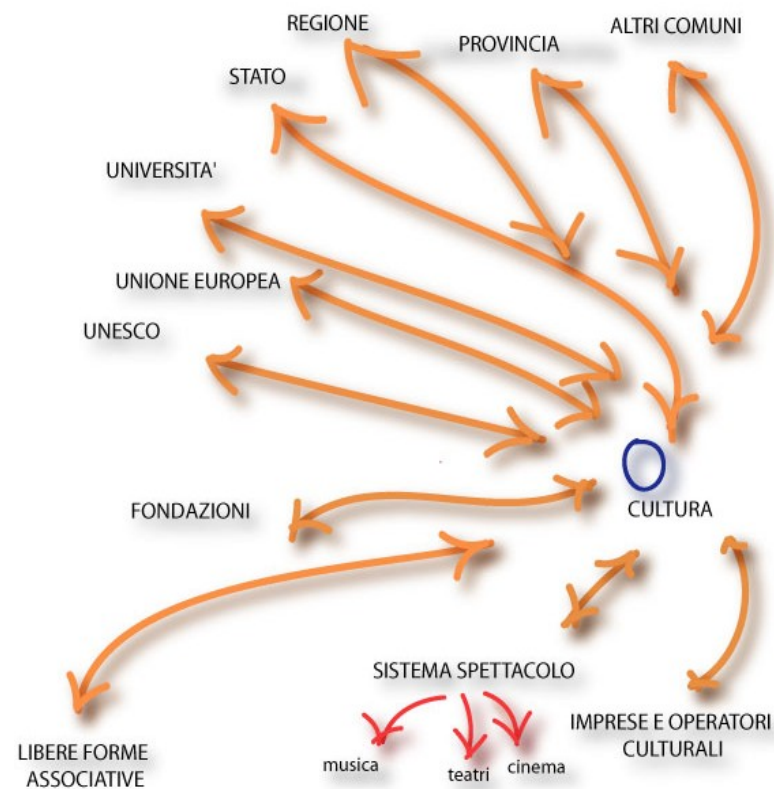 REGIONE
PROVINCIA
ALTRI COMUNI
STATO
UNIVERSITA'
UNIONE EUROPEA
UNESCO
FONDAZIONI
CULTURA
SISTEMA SPETTACOLO
IMPRESE E OPERATORI
CULTURALI
LIBERE FORME
ASSOCIATIVE
musica
teatri
cinema